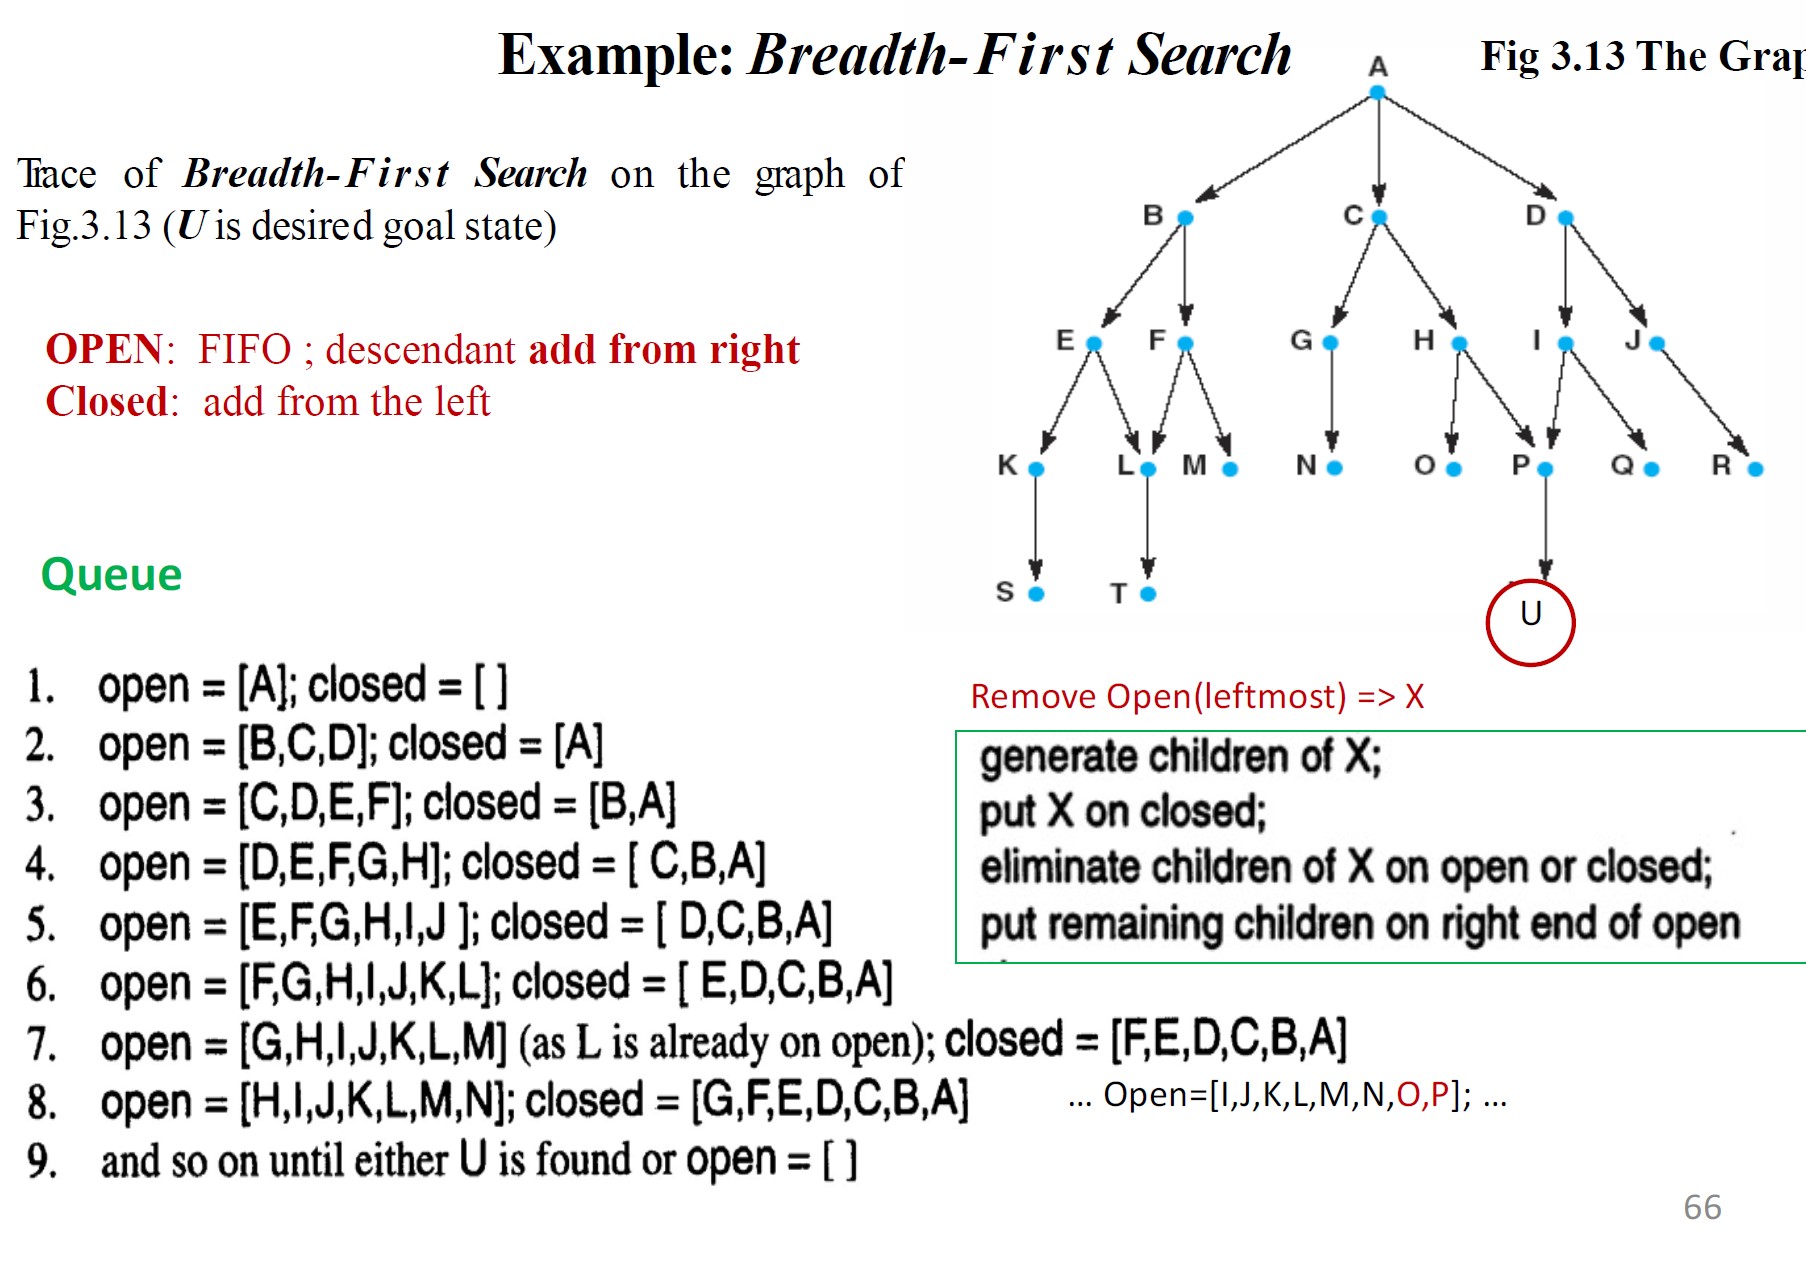 Example: Breadth-First Search
Fig 3.13 The Grap
Trace of Breadth-First Search on the graph of
Fig.3.13 (U is desired goal state)
OPEN: FIFO ; descendant add from right
Closed: add from the left
A
B C D
E F G H I J
K L M N O P Q R
S T U
Queue
1. open = [A]; closed = [ ]
2. open = [B,C,D]; closed = [A]
3. open = [C,D,E,F]; closed = [B,A]
4. open = [D,E,F,G,H]; closed = [ C,B,A]
5. open = [E,F,G,H,I,J ]; closed = [ D,C,B,A]
6. open = [F,G,H,I,J,K,L]; closed = [ E,D,C,B,A]
7. open = [G,H,I,J,K,L,M] (as L is already on open); closed = [F,E,D,C,B,A]
8. open = [H,I,J,K,L,M,N]; closed = [G,F,E,D,C,B,A]
... Open=[I,J,K,L,M,N,O,P]; ...
9. and so on until either U is found or open = [ ]
Remove Open(leftmost) => X
generate children of X;
put X on closed;
eliminate children of X on open or closed;
put remaining children on right end of open
66